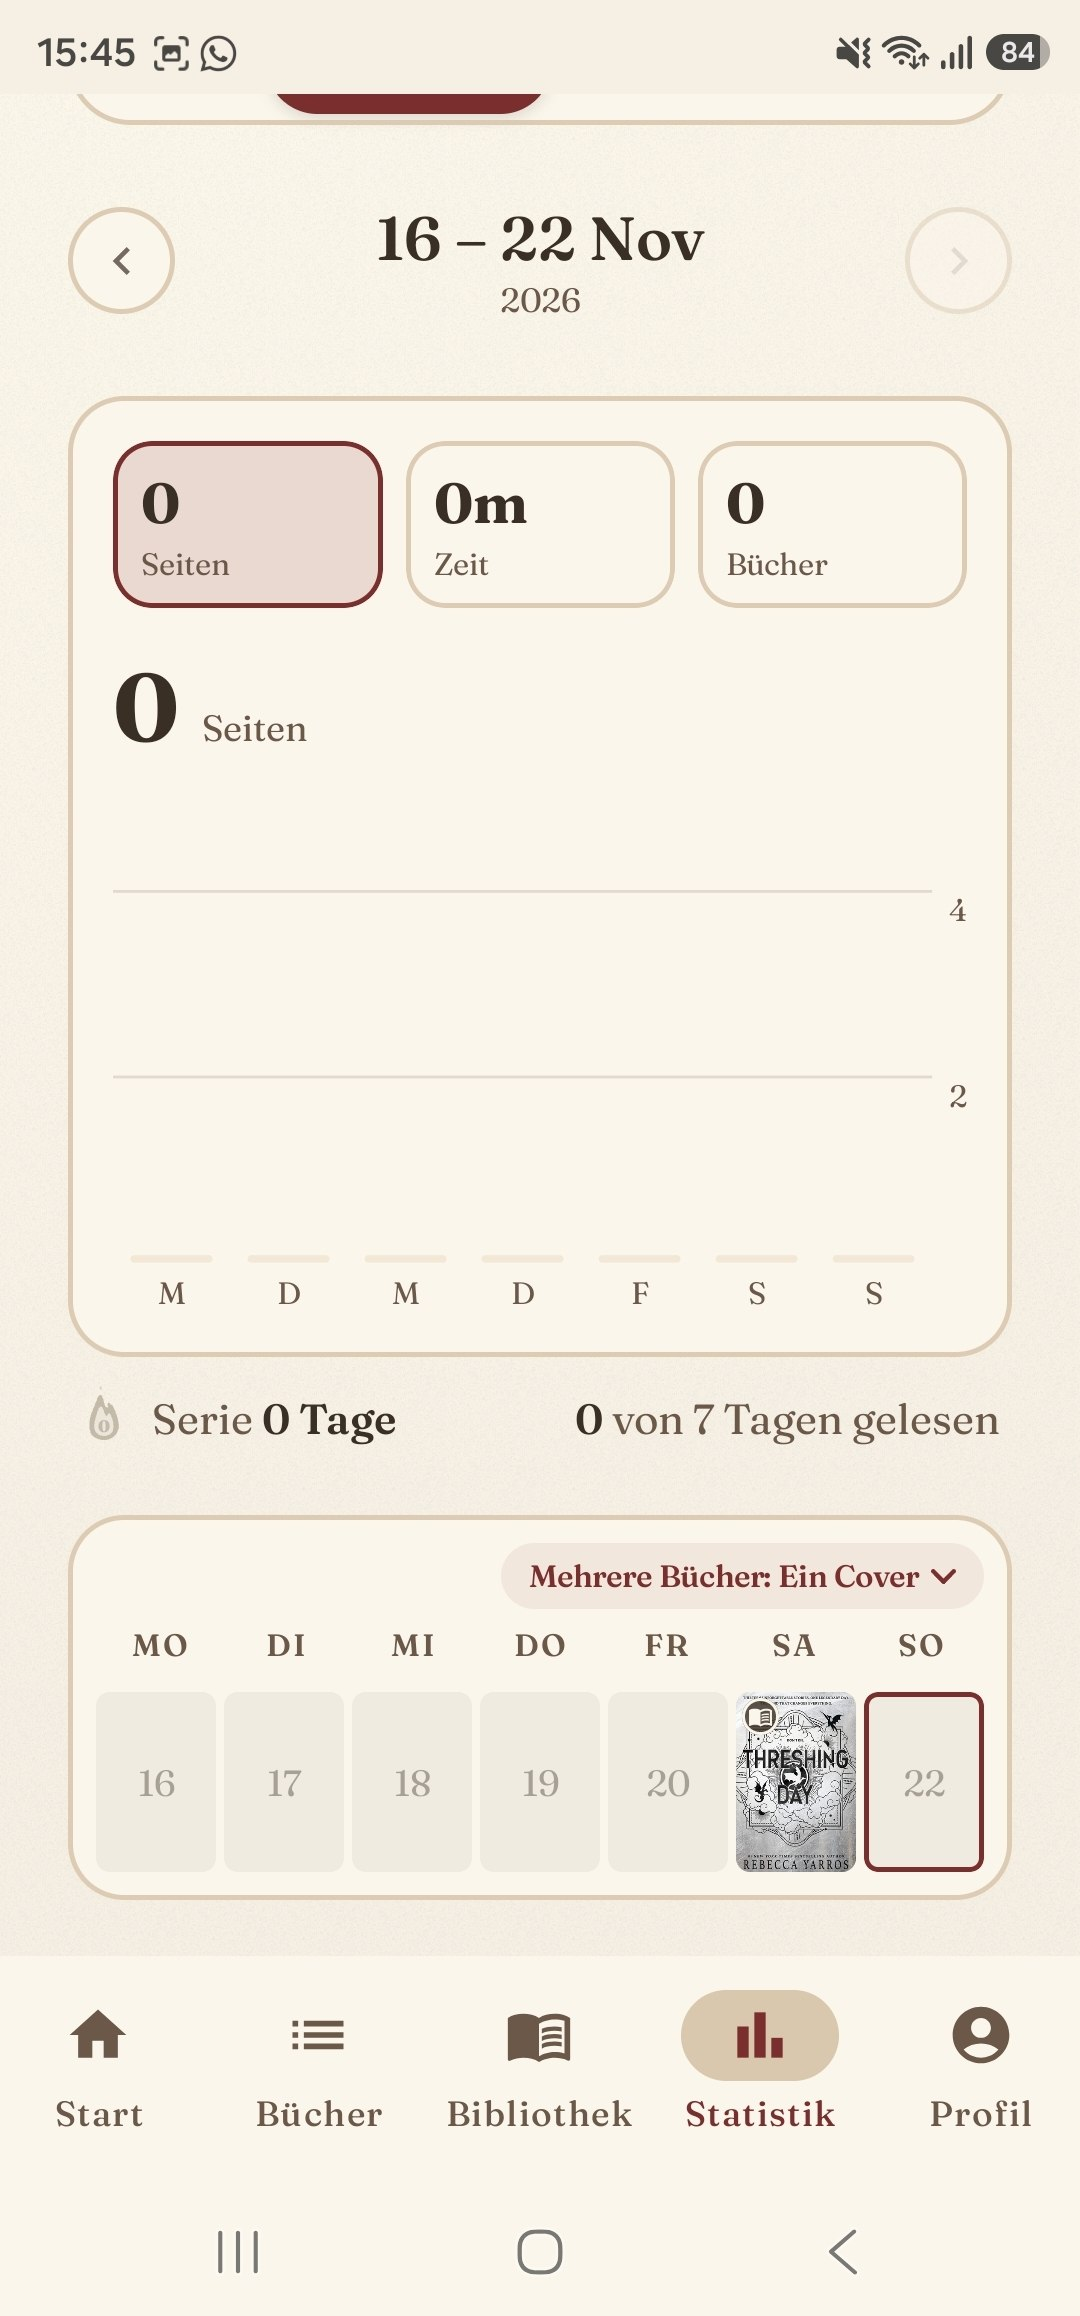 15:45
84
16 – 22 Nov
2026
0
Seiten
0m
Zeit
0
Bücher
0 Seiten
4
2
M D M D F S S
0
Serie 0 Tage
0 von 7 Tagen gelesen
Mehrere Bücher: Ein Cover
MO DI MI DO FR SA SO
16 17 18 19 20
THRESHING
DAY
REBECCA YARROS
22
Start Bücher Bibliothek Statistik Profil